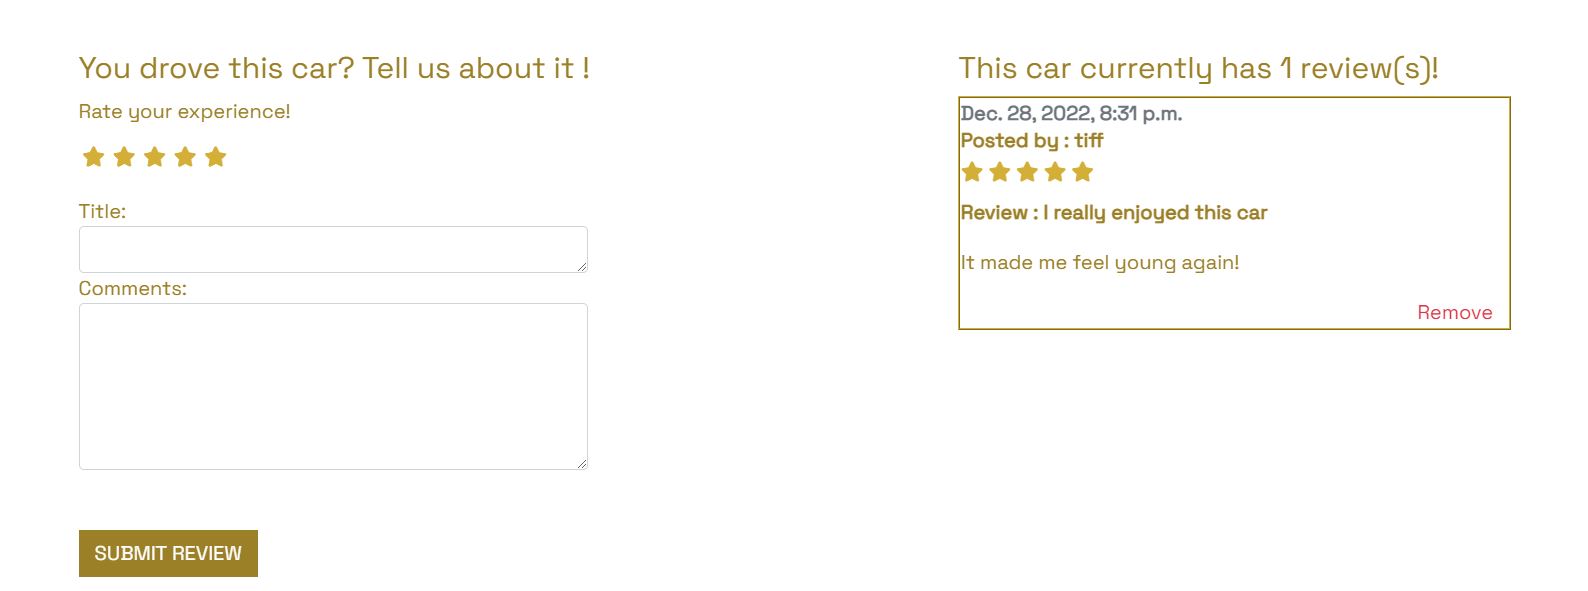 You drove this car? Tell us about it !
Rate your experience!
Title:
Comments:
SUBMIT REVIEW
This car currently has 1 review(s)!
Dec. 28, 2022, 8:31 p.m.
Posted by : tiff
Review : I really enjoyed this car
It made me feel young again!
Remove